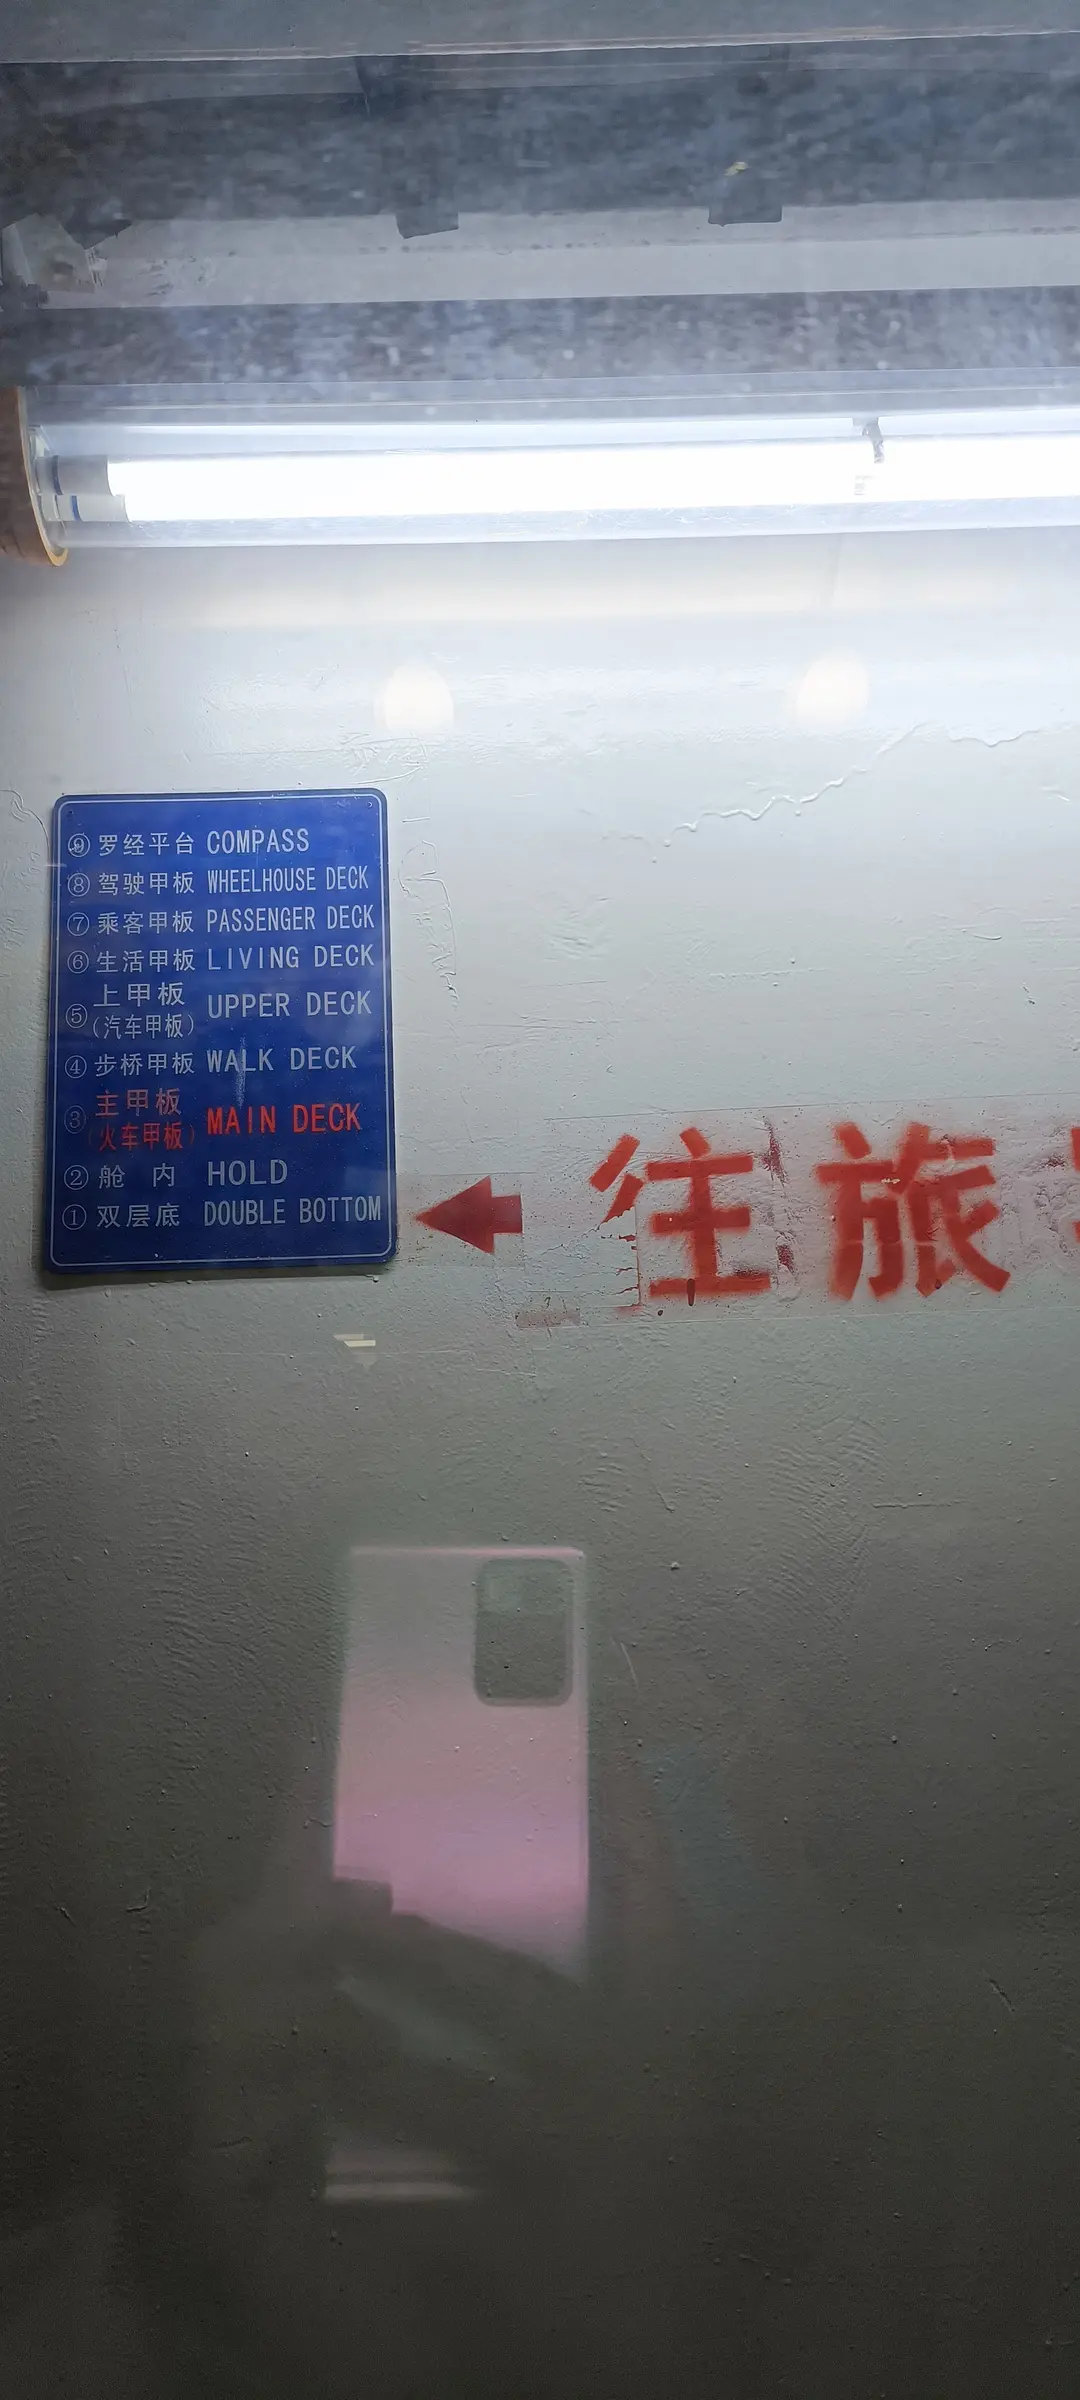 ⑨ 罗经平台 COMPASS
⑧ 驾驶甲板 WHEELHOUSE DECK
⑦ 乘客甲板 PASSENGER DECK
⑥ 生活甲板 LIVING DECK
⑤ 上甲板 (汽车甲板) UPPER DECK
④ 步桥甲板 WALK DECK
③ 主甲板 (火车甲板) MAIN DECK
② 舱 内 HOLD
① 双层底 DOUBLE BOTTOM
往旅